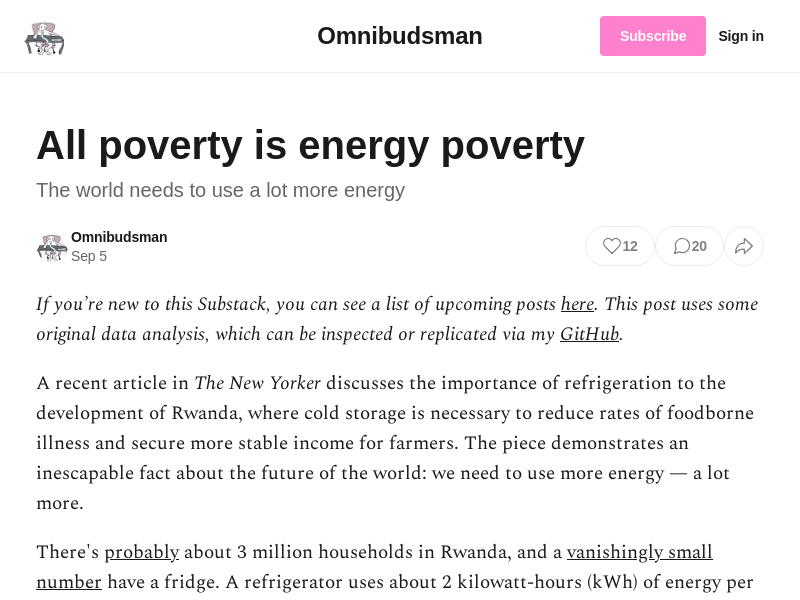 Omnibudsman
Subscribe
Sign in
All poverty is energy poverty
The world needs to use a lot more energy
Omnibudsman
Sep 5
12
20
If you’re new to this Substack, you can see a list of upcoming posts here. This post uses some
original data analysis, which can be inspected or replicated via my GitHub.
A recent article in The New Yorker discusses the importance of refrigeration to the
development of Rwanda, where cold storage is necessary to reduce rates of foodborne
illness and secure more stable income for farmers. The piece demonstrates an
inescapable fact about the future of the world: we need to use more energy — a lot
more.
There's probably about 3 million households in Rwanda, and a vanishingly small
number have a fridge. A refrigerator uses about 2 kilowatt-hours (kWh) of energy per